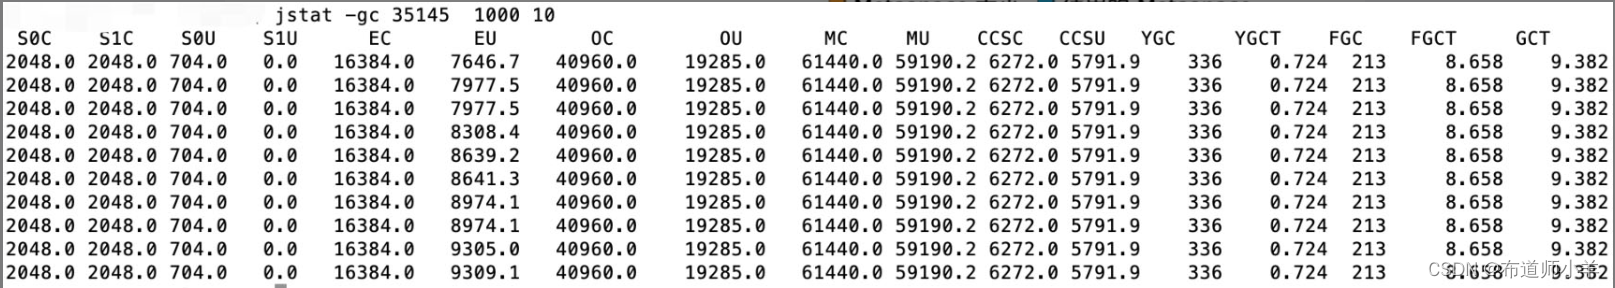 jstat -gc 35145  1000 10
S0C S1C S0U S1U EC EU OC OU MC MU CCSC CCSU YGC YGCT FGC FGCT GCT
2048.0 2048.0 704.0 0.0 16384.0 7646.7 40960.0 19285.0 61440.0 59190.2 6272.0 5791.9 336 0.724 213 8.658 9.382
2048.0 2048.0 704.0 0.0 16384.0 7977.5 40960.0 19285.0 61440.0 59190.2 6272.0 5791.9 336 0.724 213 8.658 9.382
2048.0 2048.0 704.0 0.0 16384.0 7977.5 40960.0 19285.0 61440.0 59190.2 6272.0 5791.9 336 0.724 213 8.658 9.382
2048.0 2048.0 704.0 0.0 16384.0 8308.4 40960.0 19285.0 61440.0 59190.2 6272.0 5791.9 336 0.724 213 8.658 9.382
2048.0 2048.0 704.0 0.0 16384.0 8639.2 40960.0 19285.0 61440.0 59190.2 6272.0 5791.9 336 0.724 213 8.658 9.382
2048.0 2048.0 704.0 0.0 16384.0 8641.3 40960.0 19285.0 61440.0 59190.2 6272.0 5791.9 336 0.724 213 8.658 9.382
2048.0 2048.0 704.0 0.0 16384.0 8974.1 40960.0 19285.0 61440.0 59190.2 6272.0 5791.9 336 0.724 213 8.658 9.382
2048.0 2048.0 704.0 0.0 16384.0 8974.1 40960.0 19285.0 61440.0 59190.2 6272.0 5791.9 336 0.724 213 8.658 9.382
2048.0 2048.0 704.0 0.0 16384.0 9305.0 40960.0 19285.0 61440.0 59190.2 6272.0 5791.9 336 0.724 213 8.658 9.382
2048.0 2048.0 704.0 0.0 16384.0 9309.1 40960.0 19285.0 61440.0 59190.2 6272.0 5791.9 336 0.724 213 8.658 9.382
CSDN @布道师小羊